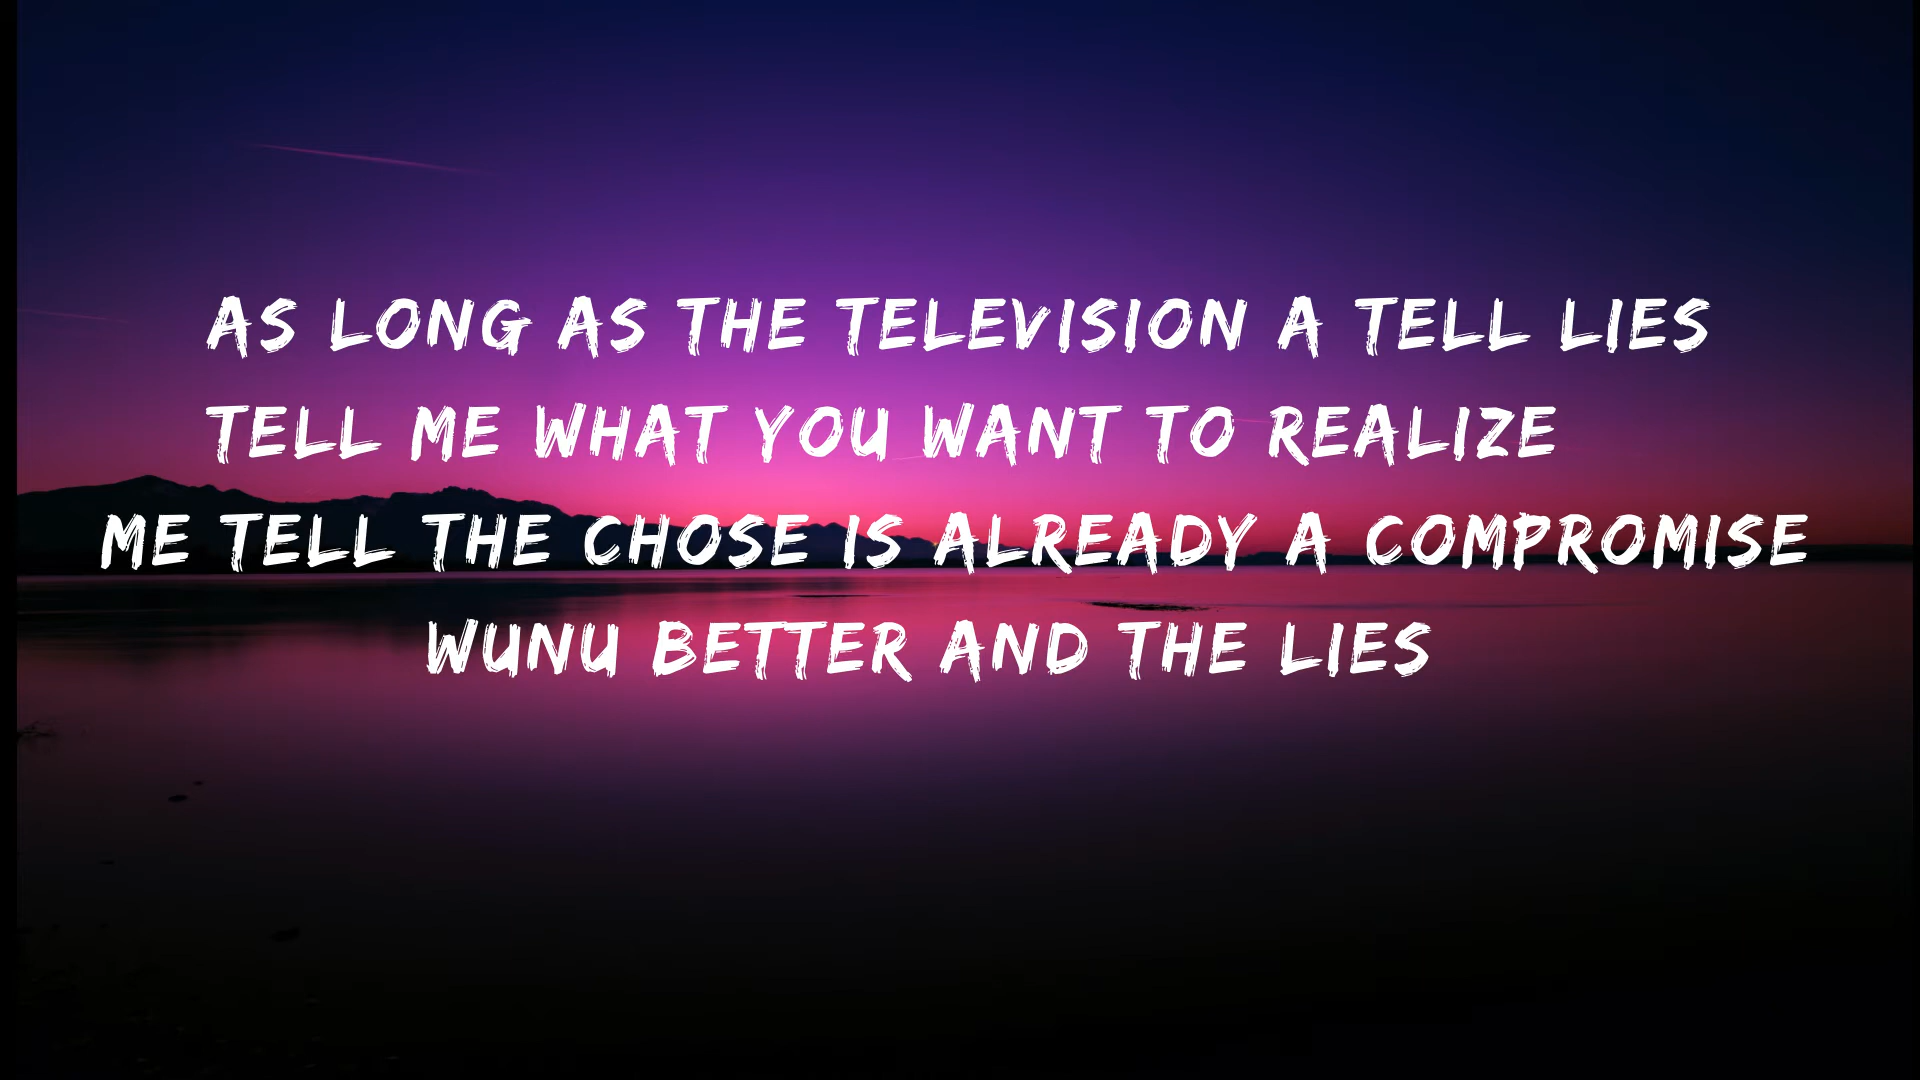 AS LONG AS THE TELEVISION A TELL LIES
TELL ME WHAT YOU WANT TO REALIZE
ME TELL THE CHOSE IS ALREADY A COMPROMISE
WUNU BETTER AND THE LIES